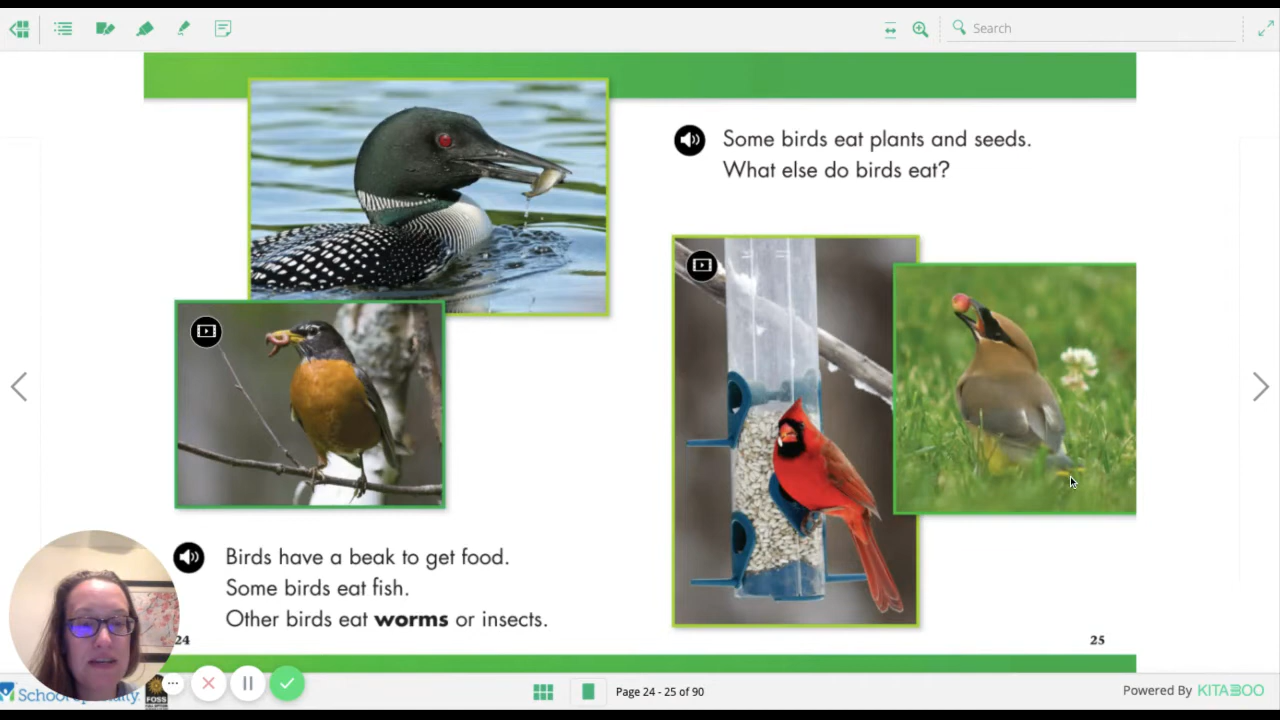 Search
Some birds eat plants and seeds.
What else do birds eat?
Birds have a beak to get food.
Some birds eat fish.
Other birds eat worms or insects.
24
25
FOSS
Page 24 - 25 of 90
Powered By KITABOO